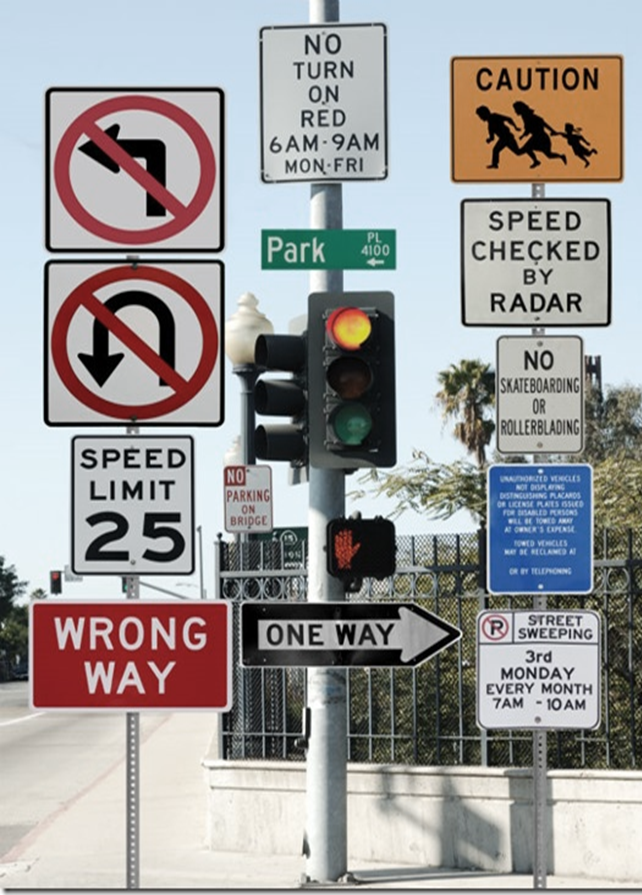 NO
TURN
ON
RED
6AM-9AM
MON-FRI
CAUTION
SPEED
CHECKED
BY
RADAR
Park PL
4100
NO
SKATEBOARDING
OR
ROLLERBLADING
SPEED
LIMIT
25
NO
PARKING
ON
BRIDGE
UNAUTHORIZED VEHICLES
NOT DISPLAYING
DISTINGUISHING PLACARDS
OR LICENSE PLATES ISSUED
FOR DISABLED PERSONS
WILL BE TOWED AWAY
AT OWNER'S EXPENSE.
TOWED VEHICLES
MAY BE RECLAIMED AT
OR BY TELEPHONING
WRONG
WAY
ONE WAY
P STREET
SWEEPING
3rd
MONDAY
EVERY MONTH
7AM - 10AM